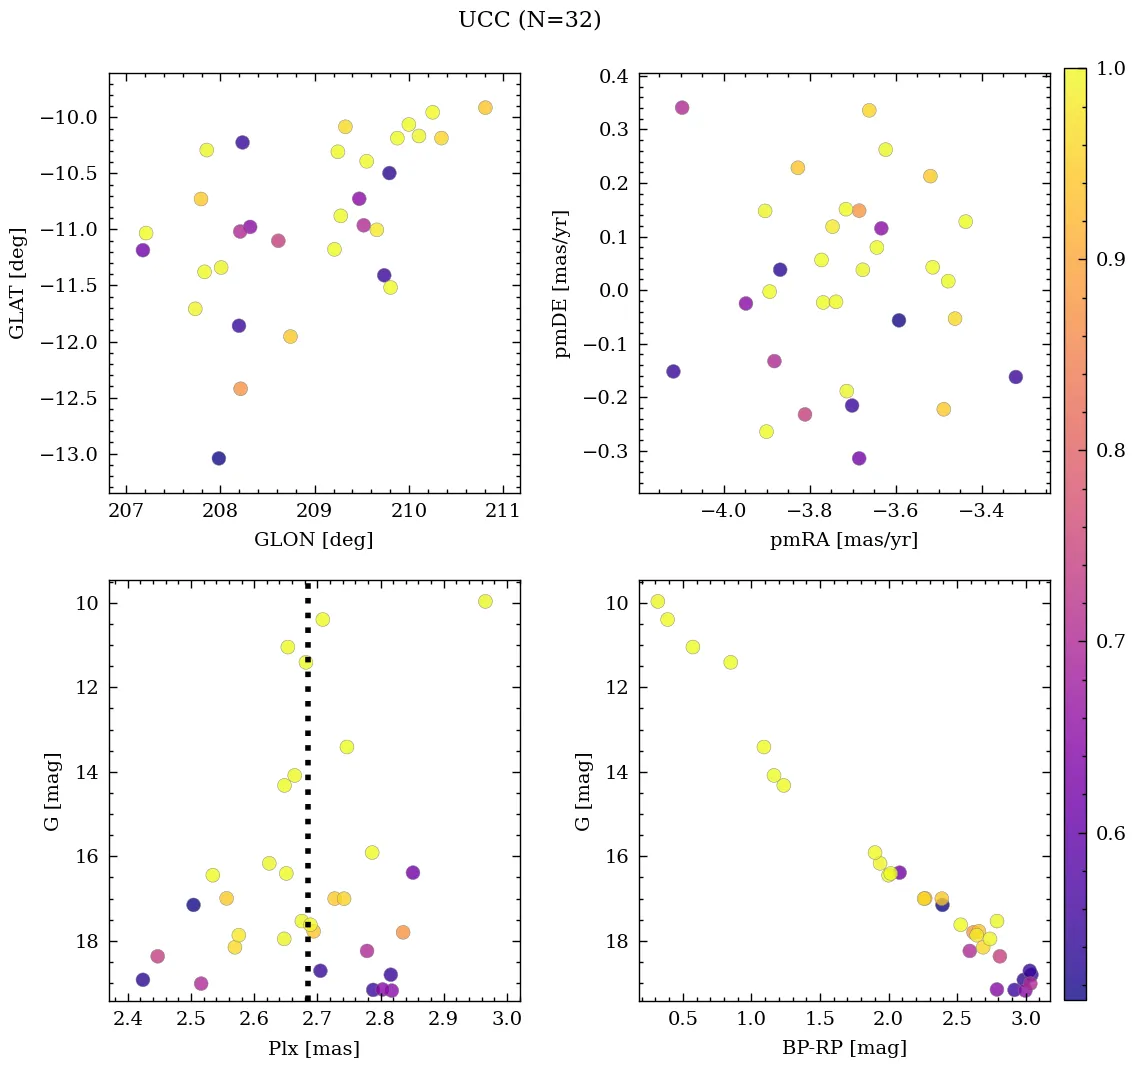 UCC (N=32)
GLAT [deg]
−10.0
−10.5
−11.0
−11.5
−12.0
−12.5
−13.0
207 208 209 210 211
GLON [deg]
pmDE [mas/yr]
0.4
0.3
0.2
0.1
0.0
−0.1
−0.2
−0.3
−4.0 −3.8 −3.6 −3.4
pmRA [mas/yr]
G [mag]
10
12
14
16
18
2.4 2.5 2.6 2.7 2.8 2.9 3.0
Plx [mas]
G [mag]
10
12
14
16
18
0.5 1.0 1.5 2.0 2.5 3.0
BP-RP [mag]
1.0
0.9
0.8
0.7
0.6